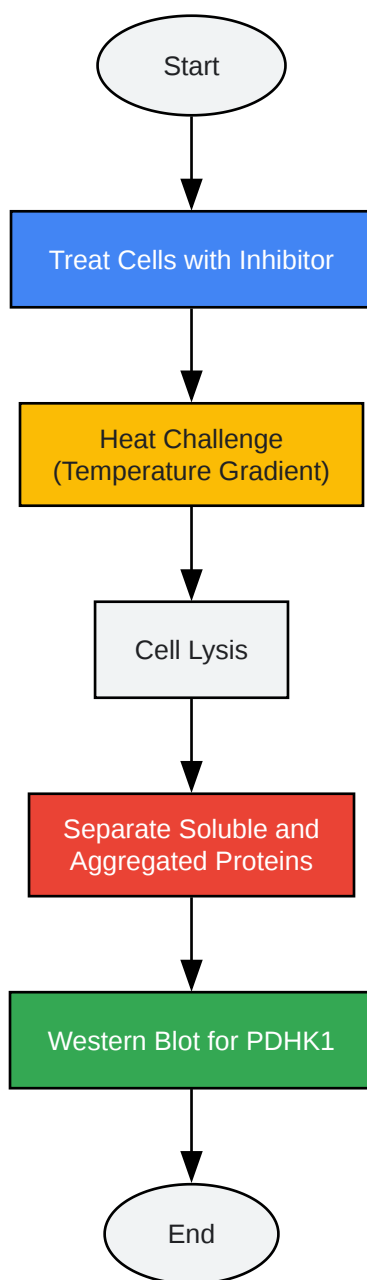 Start
Treat Cells with Inhibitor
Heat Challenge
(Temperature Gradient)
Cell Lysis
Separate Soluble and
Aggregated Proteins
Western Blot for PDHK1
End